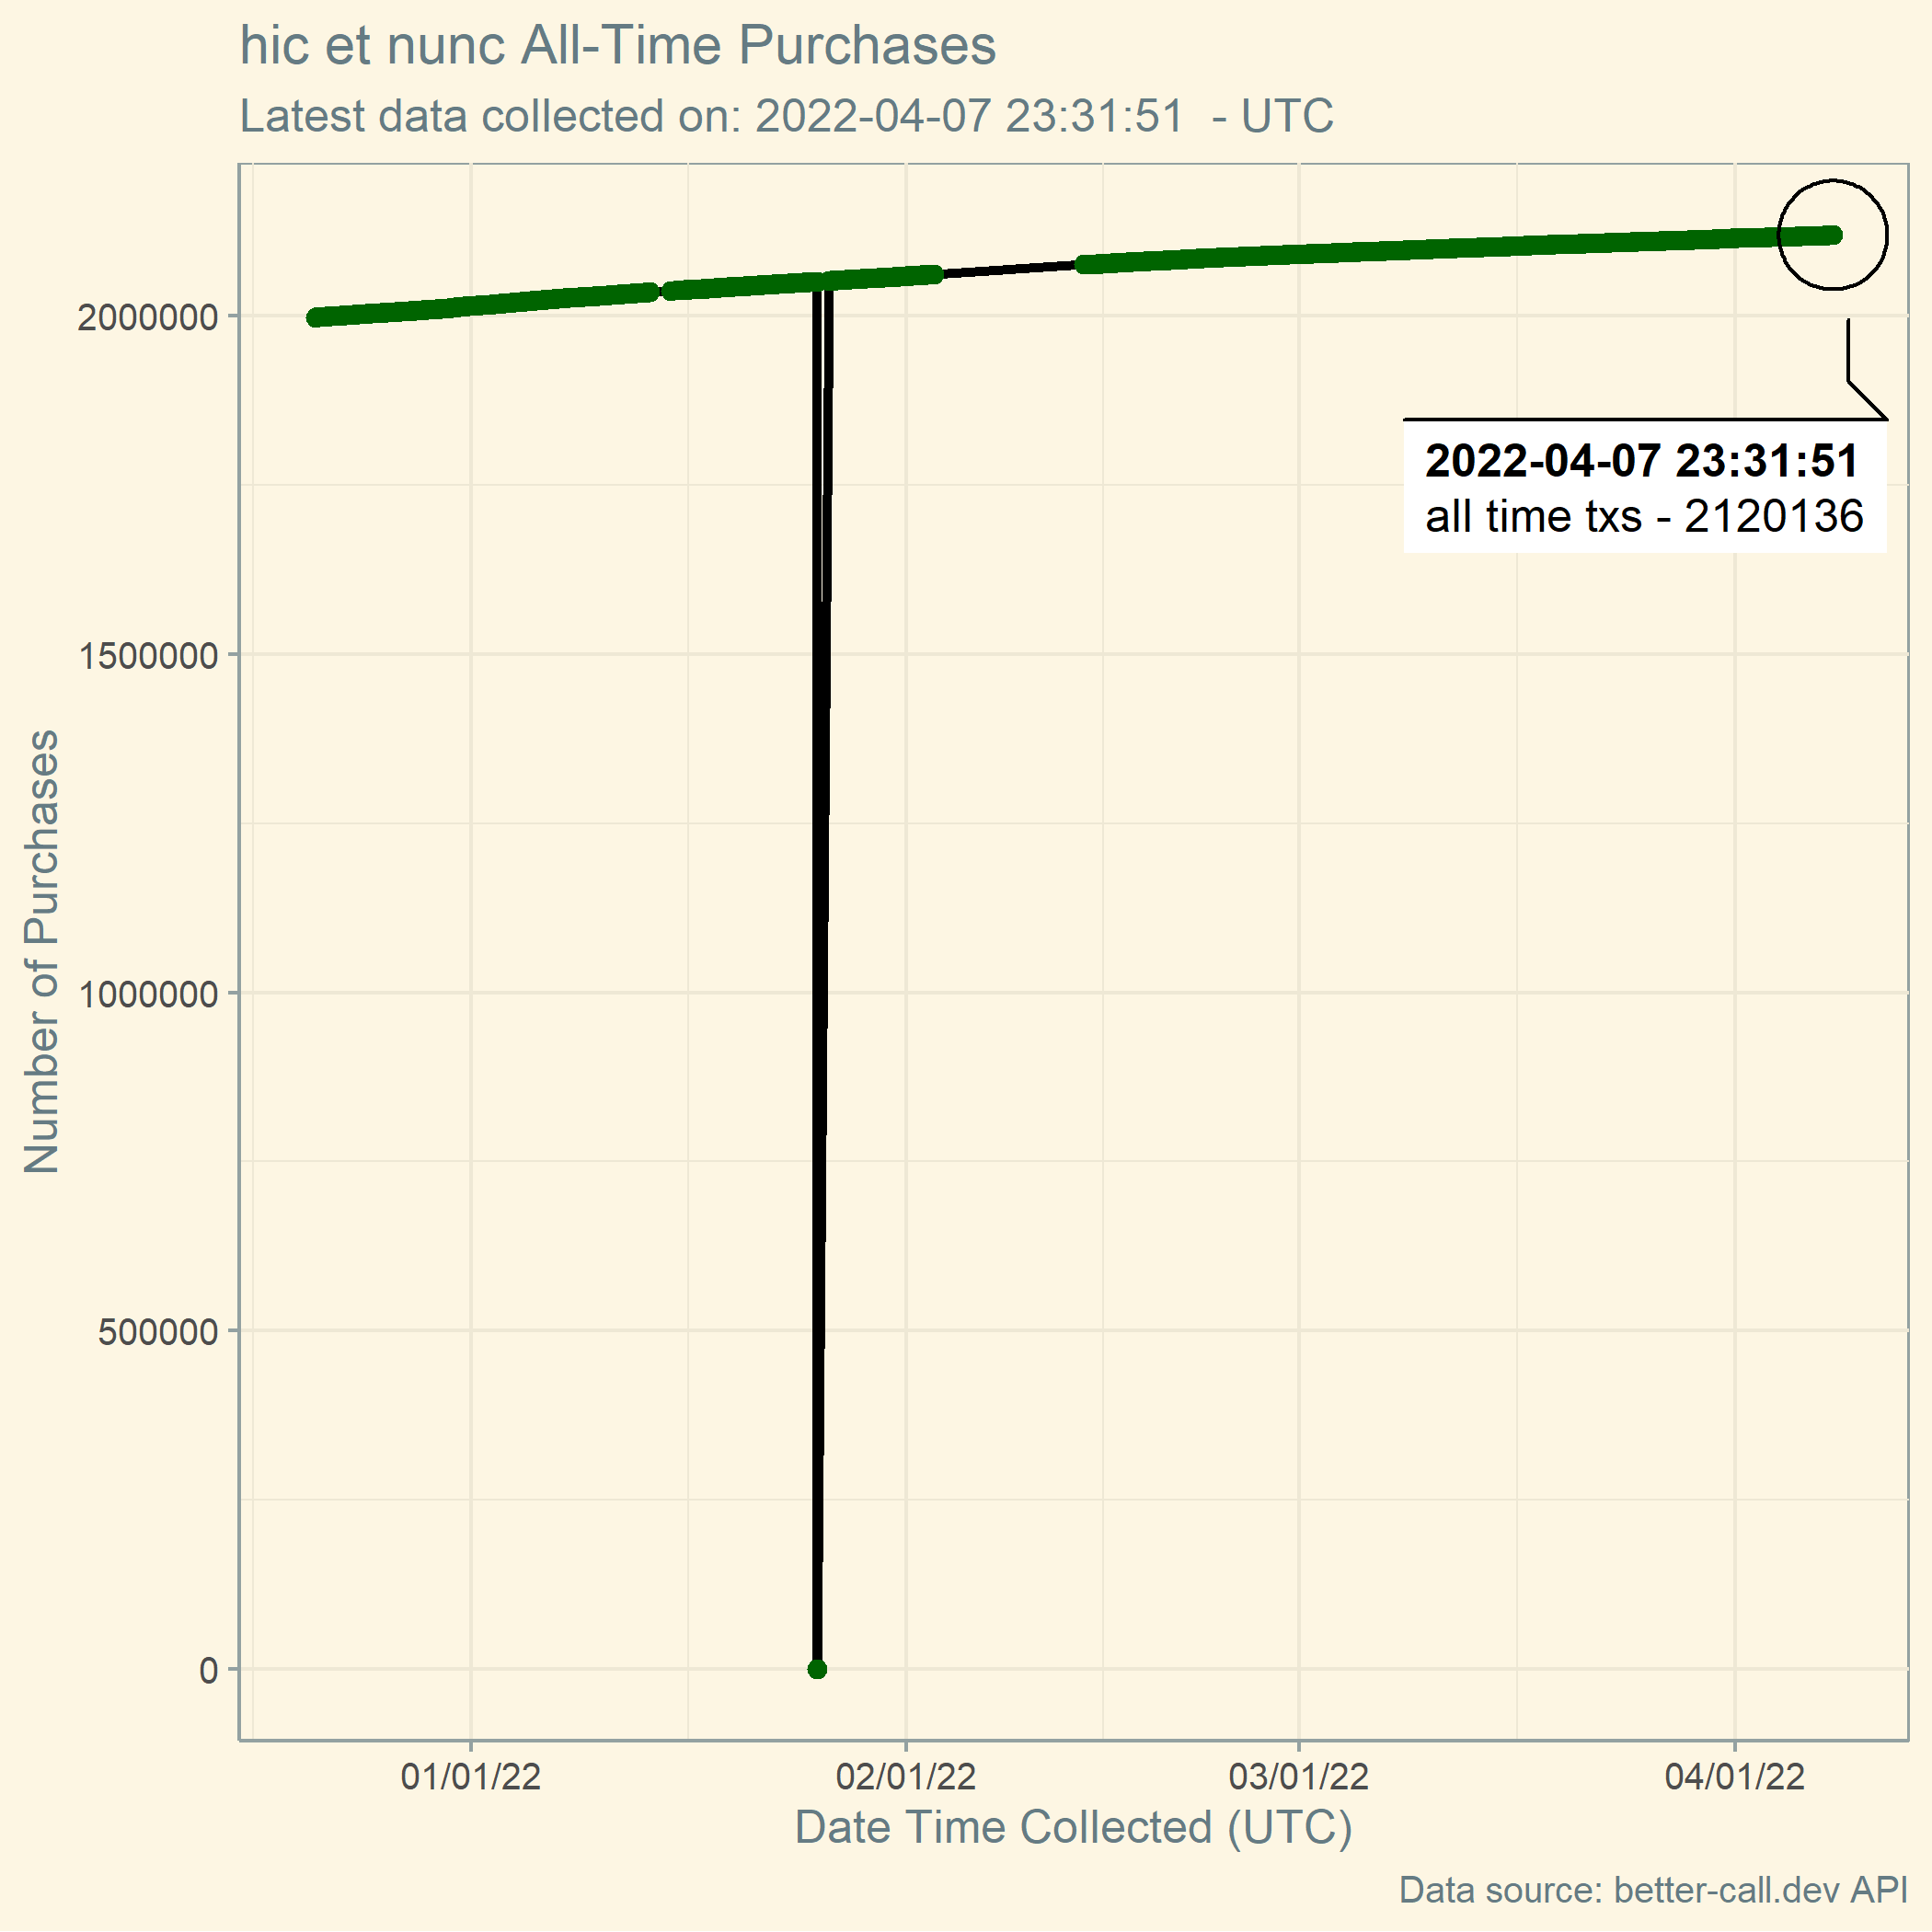 hic et nunc All-Time Purchases
Latest data collected on: 2022-04-07 23:31:51  - UTC
2022-04-07 23:31:51
all time txs - 2120136
Number of Purchases
2000000
1500000
1000000
500000
0
01/01/22
02/01/22
03/01/22
04/01/22
Date Time Collected (UTC)
Data source: better-call.dev API